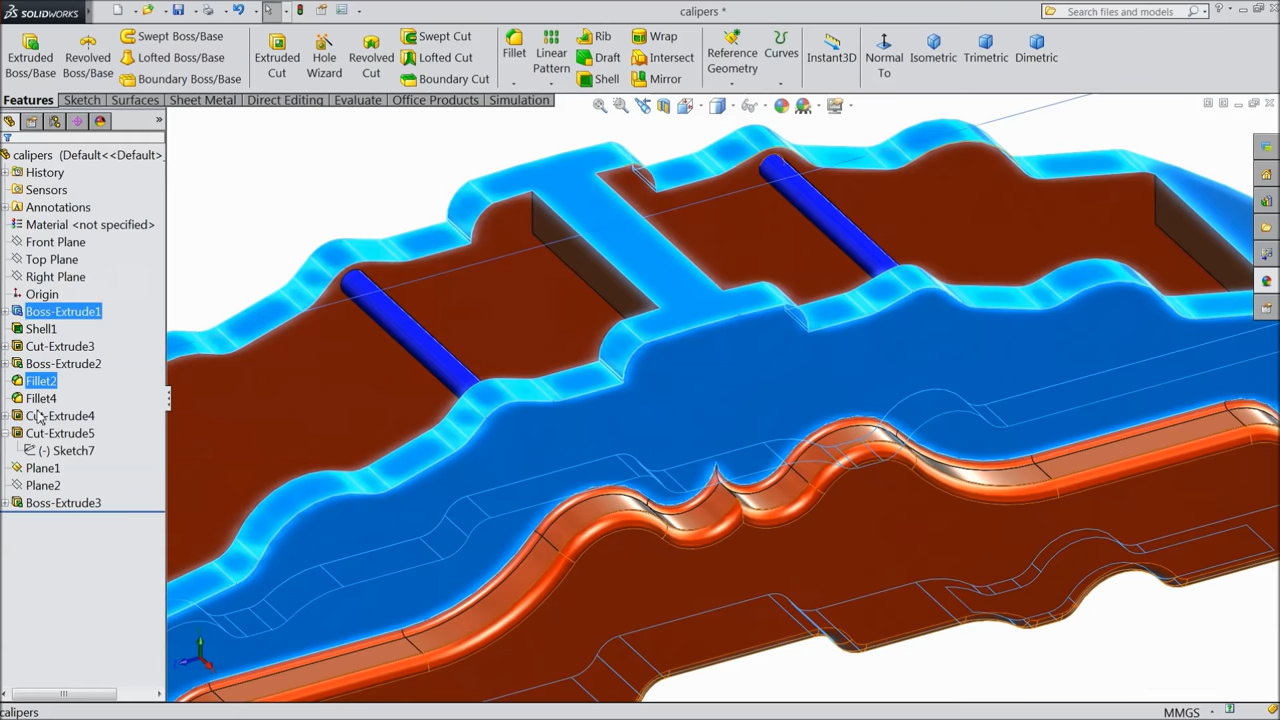 SOLIDWORKS
calipers *
Search files and models
Extruded Boss/Base
Revolved Boss/Base
Swept Boss/Base
Lofted Boss/Base
Boundary Boss/Base
Extruded Cut
Hole Wizard
Revolved Cut
Swept Cut
Lofted Cut
Boundary Cut
Fillet
Linear Pattern
Rib
Draft
Shell
Wrap
Intersect
Mirror
Reference Geometry
Curves
Instant3D
Normal To
Isometric
Trimetric
Dimetric
Features
Sketch
Surfaces
Sheet Metal
Direct Editing
Evaluate
Office Products
Simulation
calipers (Default<<Default>
History
Sensors
Annotations
Material <not specified>
Front Plane
Top Plane
Right Plane
Origin
Boss-Extrude1
Shell1
Cut-Extrude3
Boss-Extrude2
Fillet2
Fillet4
Cut-Extrude4
Cut-Extrude5
(-) Sketch7
Plane1
Plane2
Boss-Extrude3
calipers
MMGS